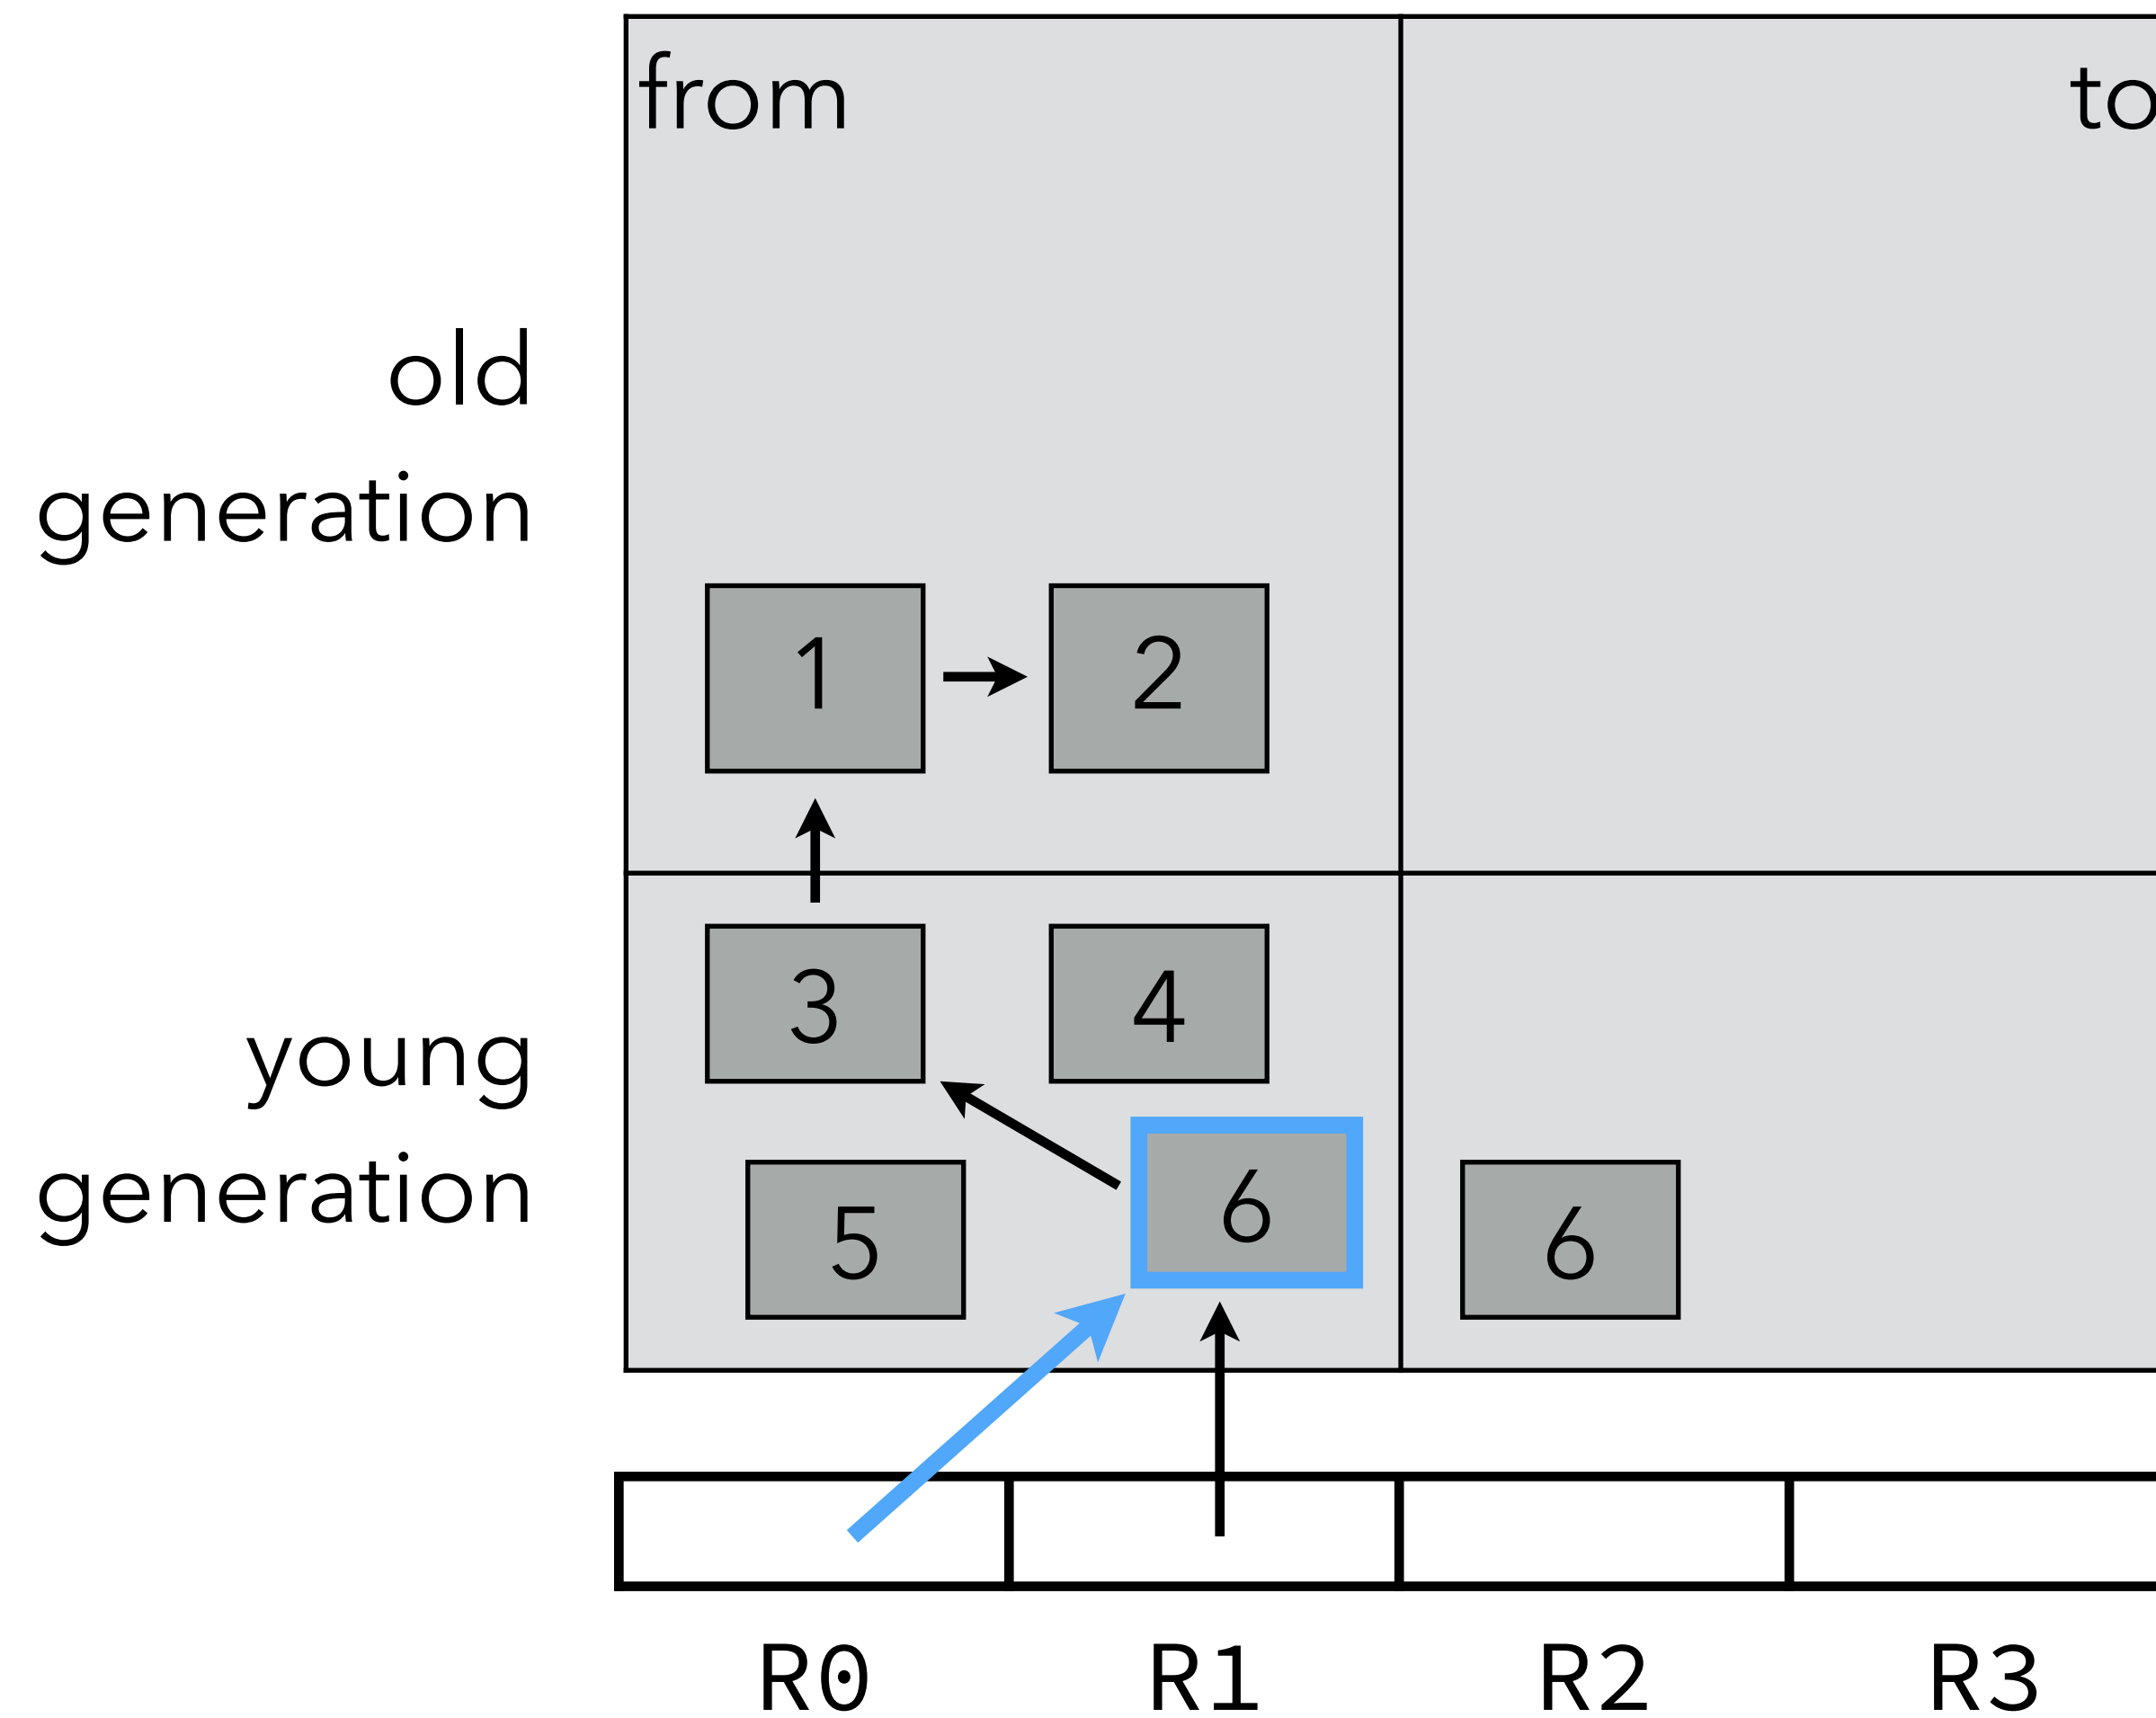 from
to
old
generation
1
2
3
4
young
generation
5
6
6
R0
R1
R2
R3